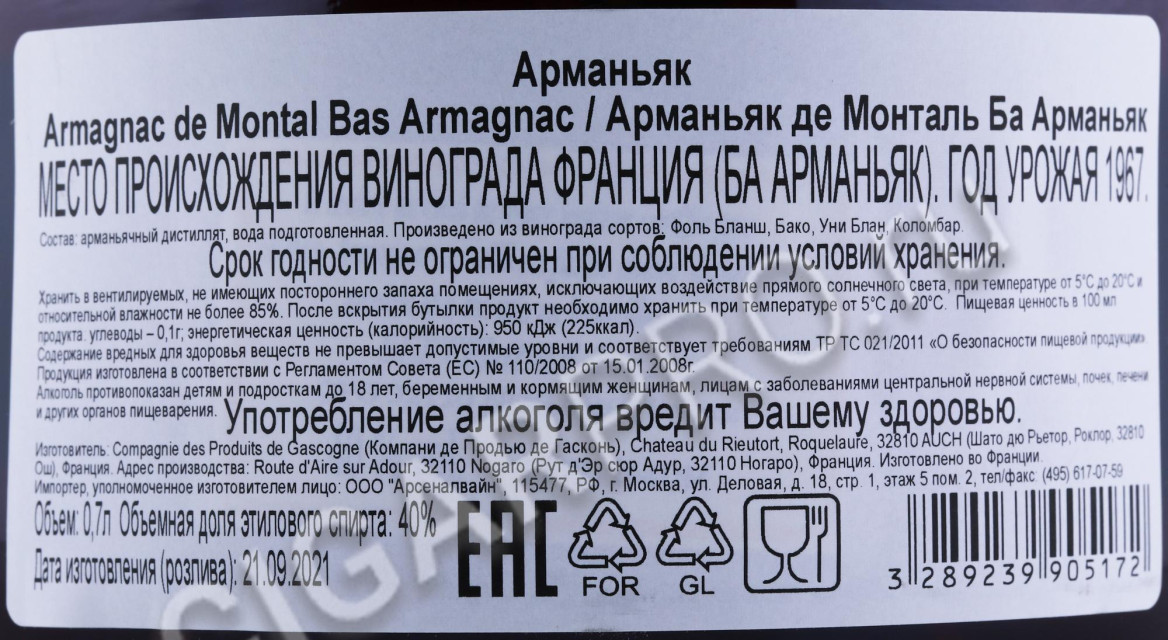 Арманьяк
Armagnac de Montal Bas Armagnac / Арманьяк де Монталь Ба Арманьяк
МЕСТО ПРОИСХОЖДЕНИЯ ВИНОГРАДА ФРАНЦИЯ (БА АРМАНЬЯК). ГОД УРОЖАЯ 1967.
Состав: арманьячный дистиллят, вода подготовленная. Произведено из винограда сортов: Фоль Бланш, Бако, Уни Блан, Коломбар.
Срок годности не ограничен при соблюдении условий хранения.
Хранить в вентилируемых, не имеющих постороннего запаха помещениях, исключающих воздействие прямого солнечного света, при температуре от 5°С до 20°С и
относительной влажности не более 85%. После вскрытия бутылки продукт необходимо хранить при температуре от 5°С до 20°С. Пищевая ценность в 100 мл
продукта: углеводы – 0,1г; энергетическая ценность (калорийность): 950 кДж (225ккал).
Содержание вредных для здоровья веществ не превышает допустимые уровни и соответствует требованиям ТР ТС 021/2011 «О безопасности пищевой продукции»
Продукция изготовлена в соответствии с Регламентом Совета (ЕС) № 110/2008 от 15.01.2008г.
Алкоголь противопоказан детям и подросткам до 18 лет, беременным и кормящим женщинам, лицам с заболеваниями центральной нервной системы, почек, печени
и других органов пищеварения. Употребление алкоголя вредит Вашему здоровью.
Изготовитель: Compagnie des Produits de Gascogne (Компани де Продью де Гасконь), Chateau du Rieutort, Roquelaure, 32810 AUCH (Шато дю Рьетор, Роклор, 32810
Ош), Франция. Адрес производства: Route d'Aire sur Adour, 32110 Nogaro (Рут д'Эр сюр Адур, 32110 Ногаро), Франция. Изготовлено во Франции.
Импортер, уполномоченное изготовителем лицо: ООО "Арсеналвайн", 115477, РФ, г. Москва, ул. Деловая, д. 18, стр. 1, этаж 5 пом. 2, тел/факс: (495) 617-07-59
Объем: 0,7л Объемная доля этилового спирта: 40%
Дата изготовления (розлива): 21.09.2021
EAC
FOR
GL
3 289239 905172
CIGARPRO.ru